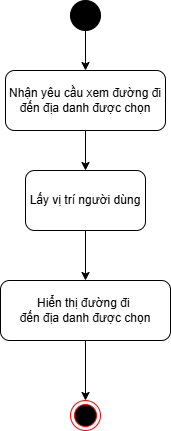 Nhận yêu cầu xem đường đi
đến địa danh được chọn
Lấy vị trí người dùng
Hiển thị đường đi
đến địa danh được chọn